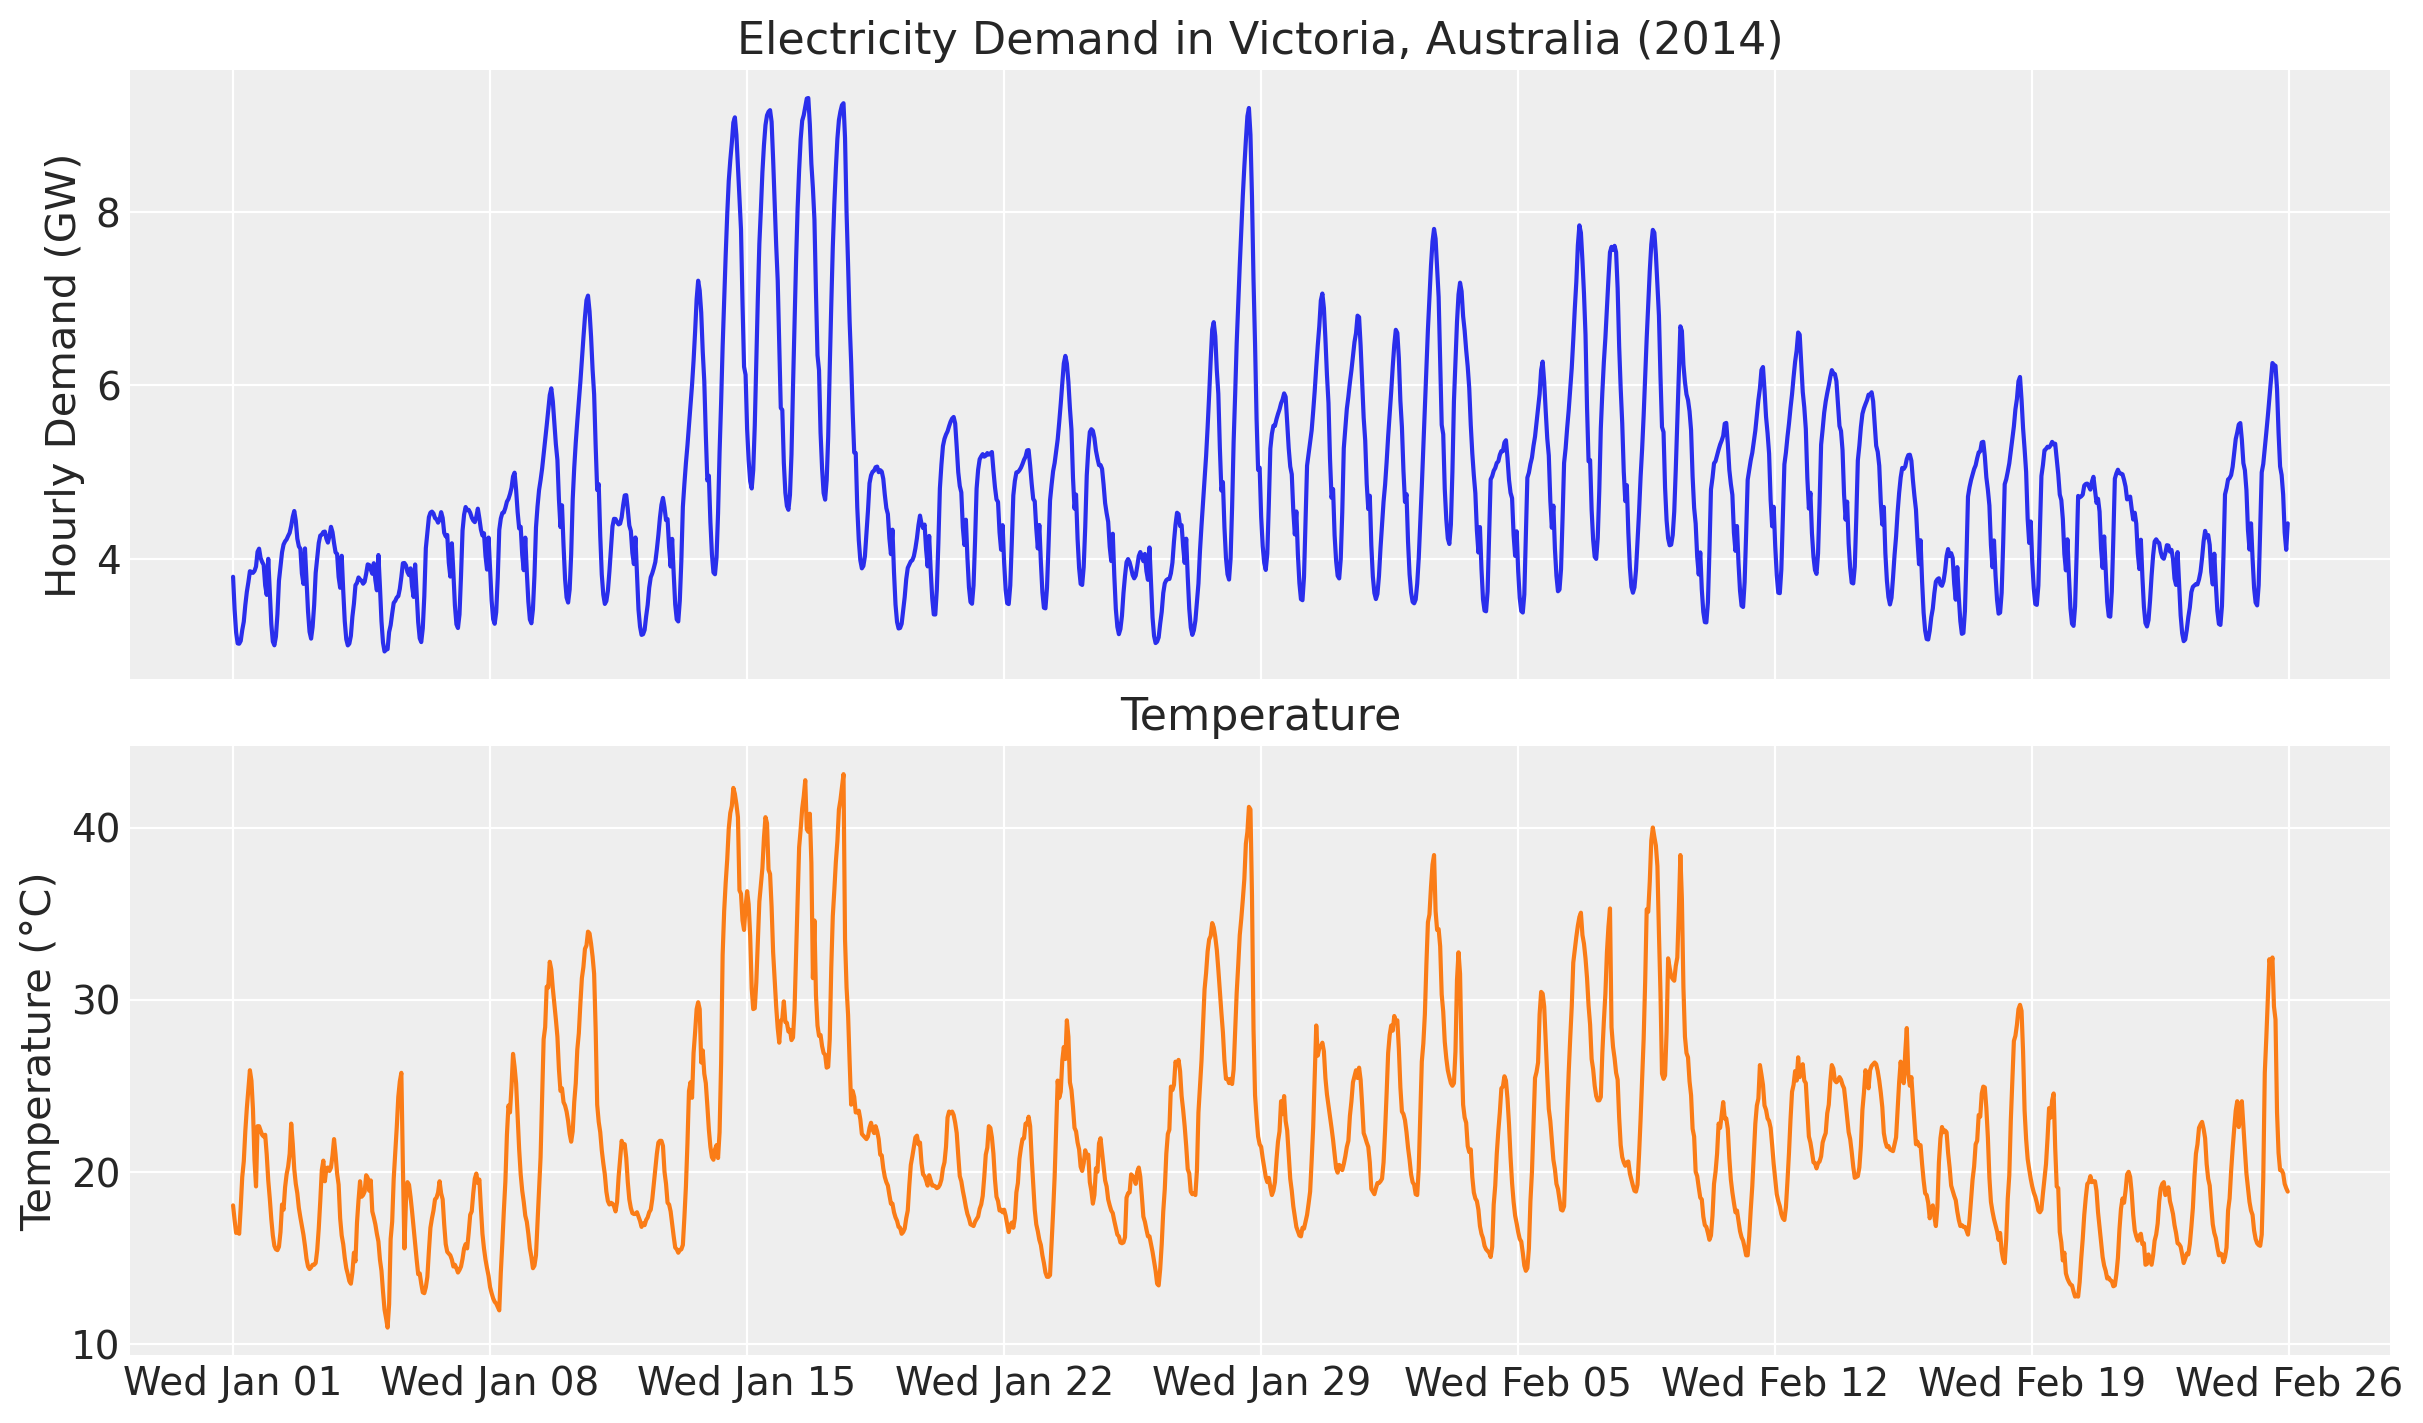 Electricity Demand in Victoria, Australia (2014)
Hourly Demand (GW)
8
6
4
Temperature
Temperature (°C)
40
30
20
10
Wed Jan 01 Wed Jan 08 Wed Jan 15 Wed Jan 22 Wed Jan 29 Wed Feb 05 Wed Feb 12 Wed Feb 19 Wed Feb 26